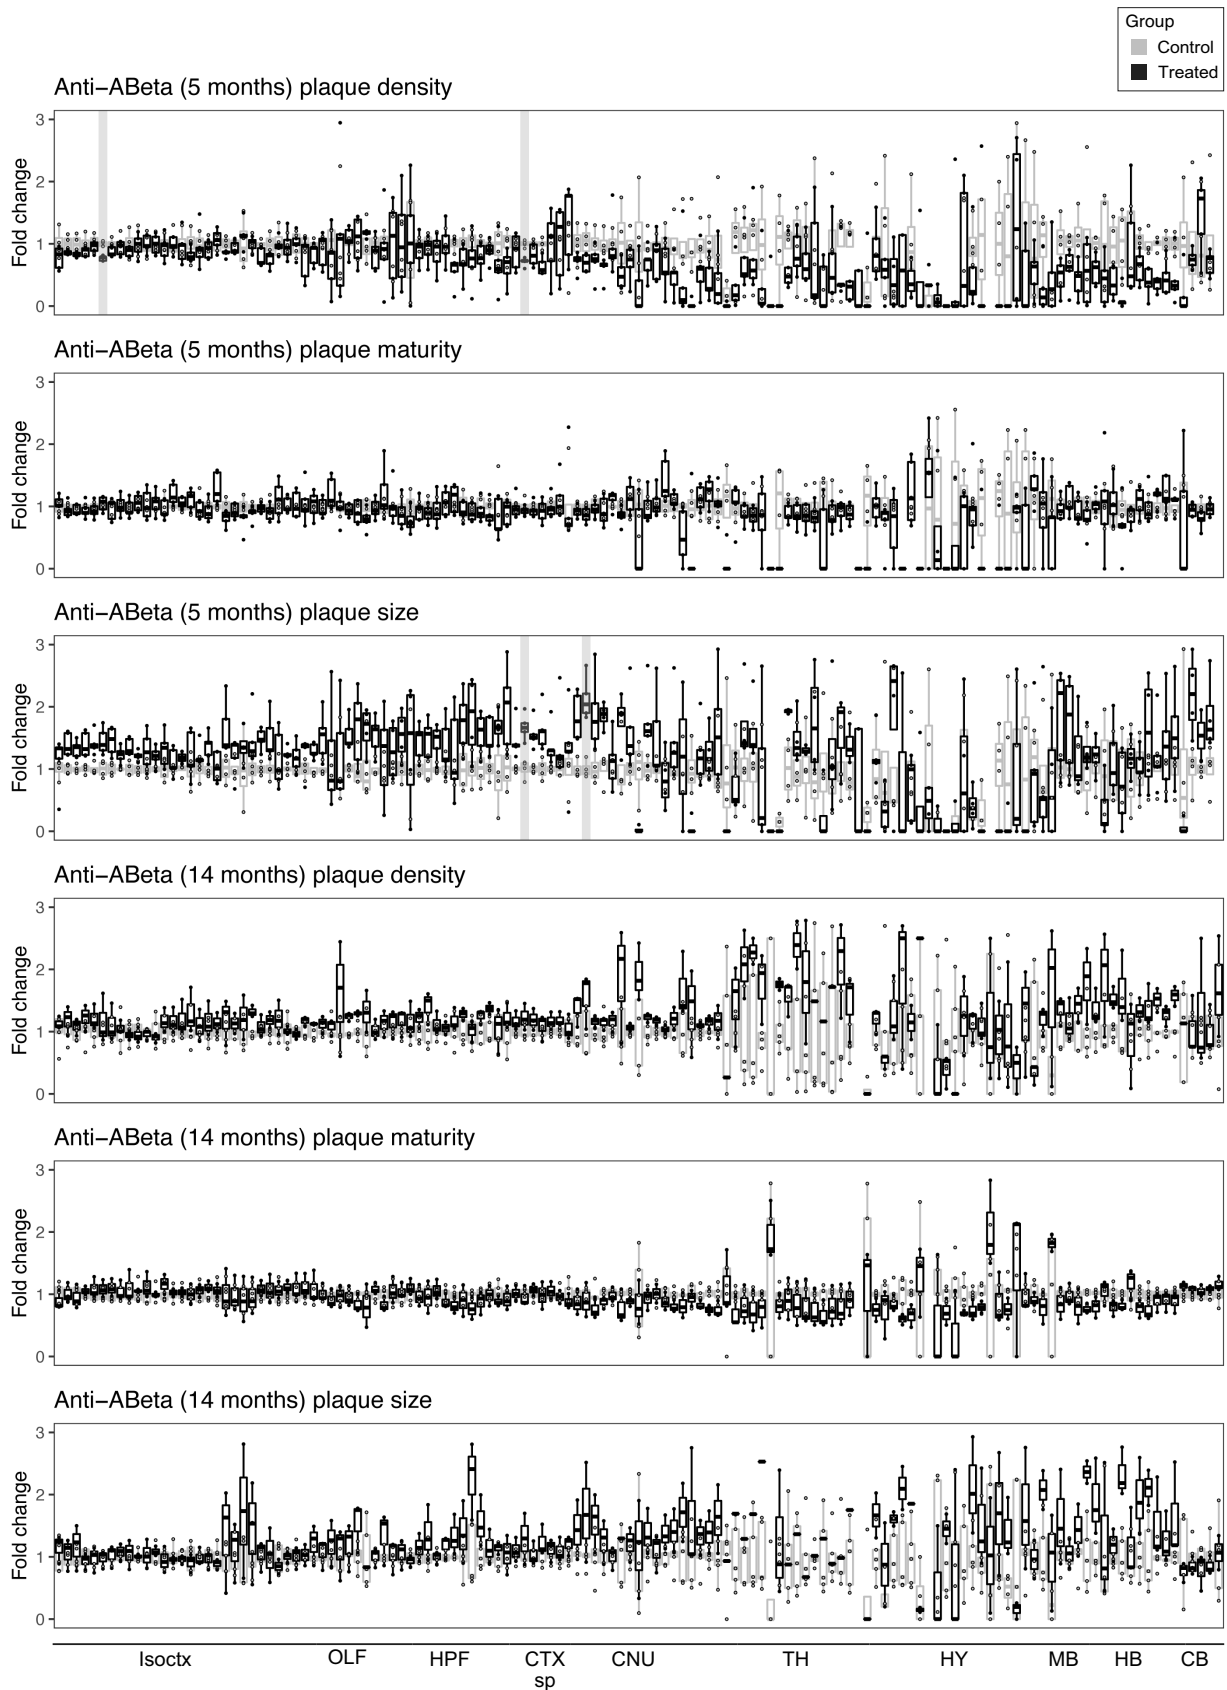 Group
Control
Treated
Anti−ABeta (5 months) plaque density
Fold change
3
2
1
0
Anti−ABeta (5 months) plaque maturity
Fold change
3
2
1
0
Anti−ABeta (5 months) plaque size
Fold change
3
2
1
0
Anti−ABeta (14 months) plaque density
Fold change
3
2
1
0
Anti−ABeta (14 months) plaque maturity
Fold change
3
2
1
0
Anti−ABeta (14 months) plaque size
Fold change
3
2
1
0
Isoctx OLF HPF CTX CNU TH HY MB HB CB
sp